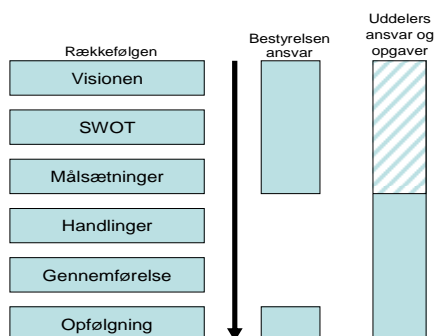 Rækkefølgen
Visionen
SWOT
Målsætninger
Handlinger
Gennemførelse
Opfølgning
Bestyrelsen
ansvar
Uddelers
ansvar og
opgaver